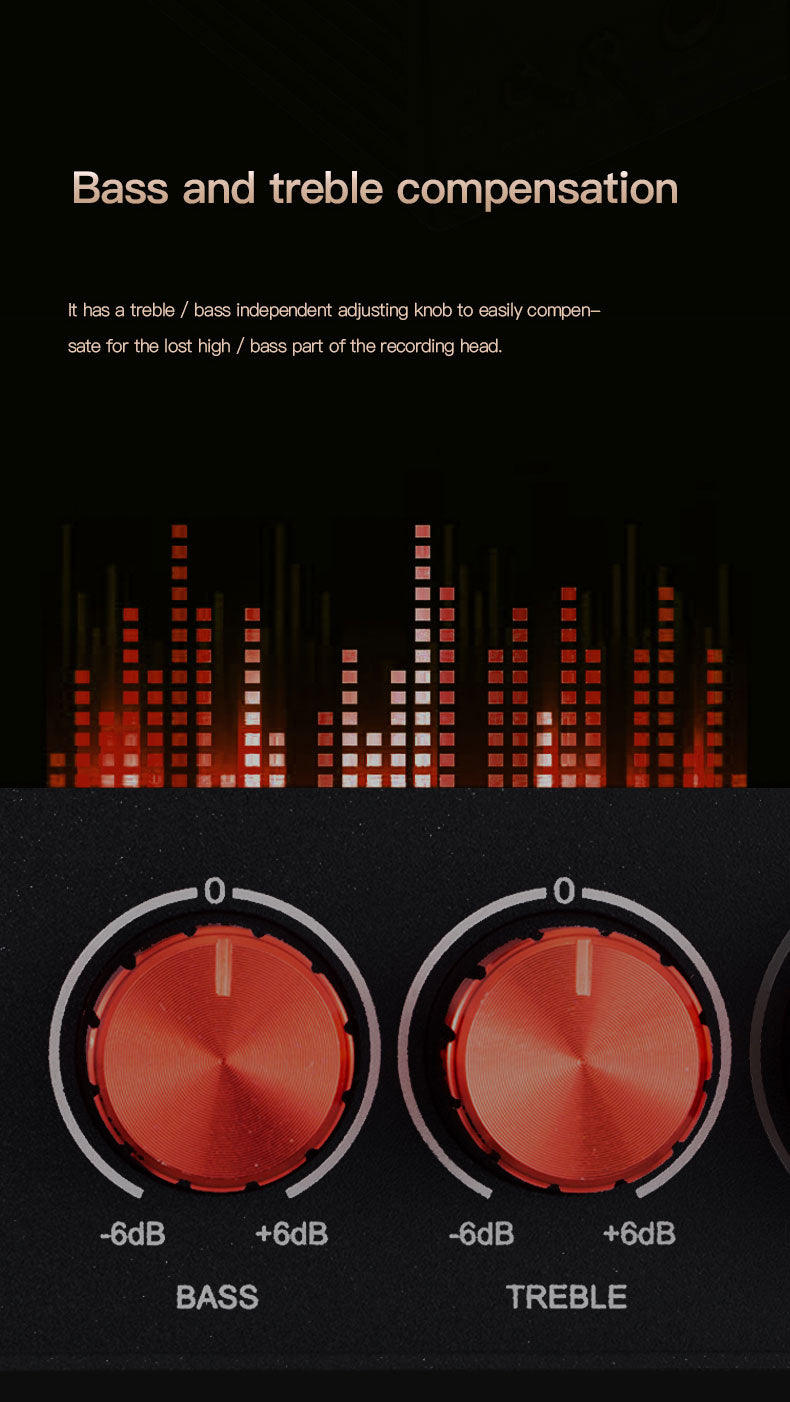 Bass and treble compensation
It has a treble / bass independent adjusting knob to easily compen-
sate for the lost high / bass part of the recording head.
0 0
-6dB +6dB -6dB +6dB
BASS TREBLE